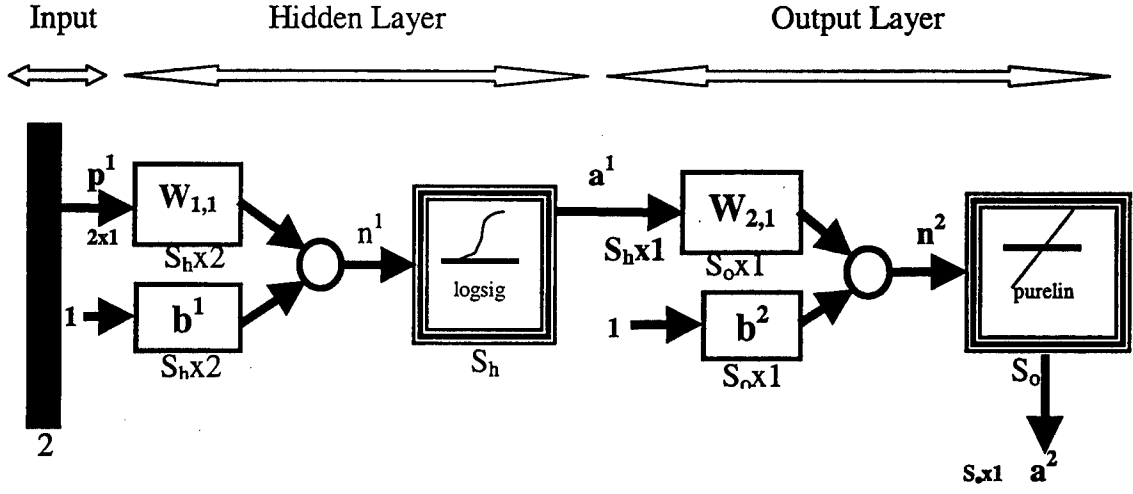 Input Hidden Layer Output Layer
p¹
2x1
W₁,₁
Sₕx2
1
b¹
Sₕx2
2
n¹
logsig
Sₕ
a¹
Sₕx1
W₂,₁
Sₒx1
1
b²
Sₒx1
n²
purelin
Sₒ
Sₒx1 a²